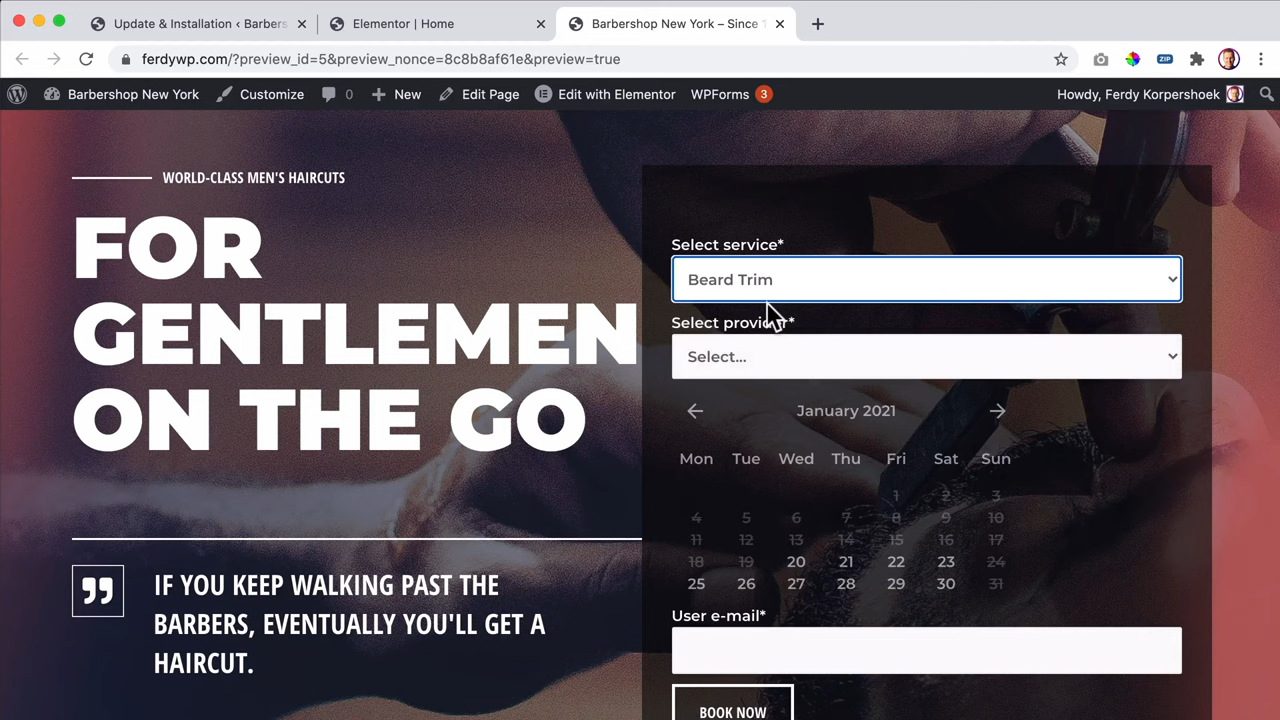 Update & Installation ‹ Barbers
Elementor | Home
Barbershop New York – Since 1
ferdywp.com/?preview_id=5&preview_nonce=8c8b8af61e&preview=true
ZIP
Barbershop New York
Customize
0
New
Edit Page
Edit with Elementor
WPForms
3
Howdy, Ferdy Korpershoek
WORLD-CLASS MEN'S HAIRCUTS
FOR
GENTLEMEN
ON THE GO
IF YOU KEEP WALKING PAST THE
BARBERS, EVENTUALLY YOU'LL GET A
HAIRCUT.
Select service*
Beard Trim
Select provider*
Select...
January 2021
Mon Tue Wed Thu Fri Sat Sun
1 2 3
4 5 6 7 8 9 10
11 12 13 14 15 16 17
18 19 20 21 22 23 24
25 26 27 28 29 30 31
User e-mail*
BOOK NOW